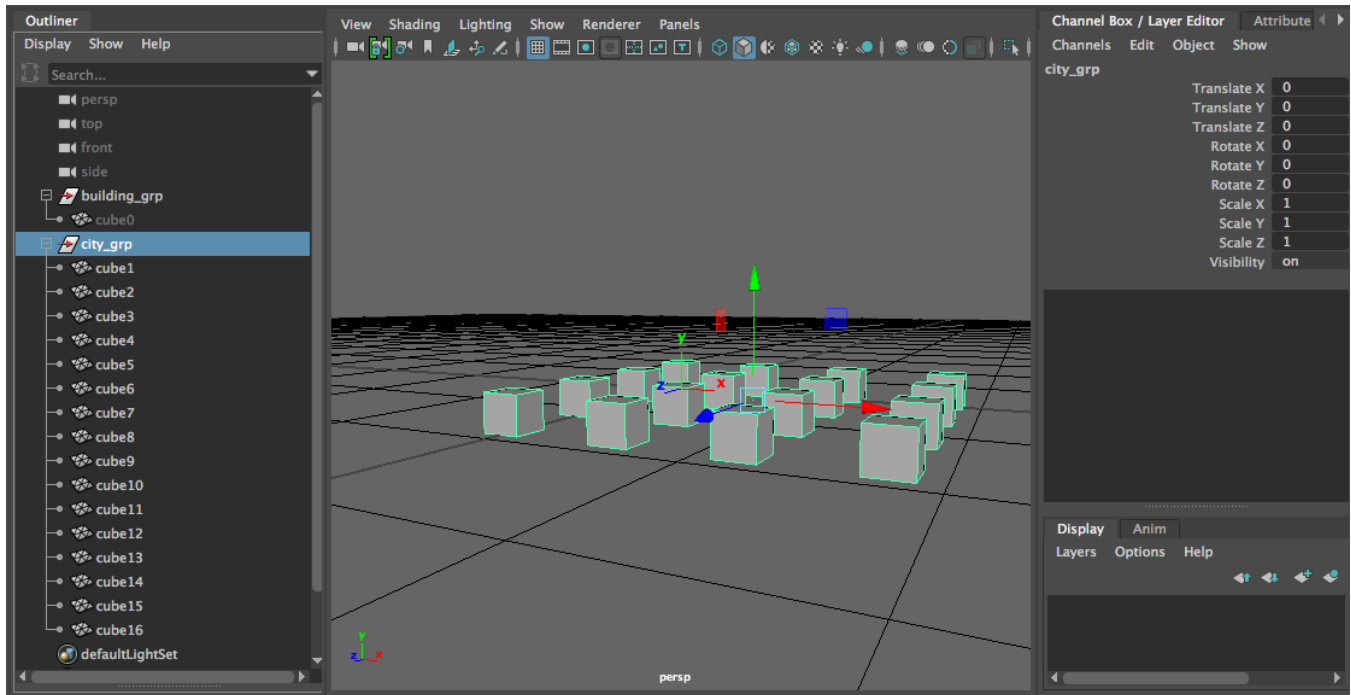 Outliner
Display Show Help
Search...
persp
top
front
side
building_grp
cube0
city_grp
cube1
cube2
cube3
cube4
cube5
cube6
cube7
cube8
cube9
cube10
cube11
cube12
cube13
cube14
cube15
cube16
defaultLightSet
View Shading Lighting Show Renderer Panels
y
z x
y
z x
persp
Channel Box / Layer Editor Attribute
Channels Edit Object Show
city_grp
Translate X 0
Translate Y 0
Translate Z 0
Rotate X 0
Rotate Y 0
Rotate Z 0
Scale X 1
Scale Y 1
Scale Z 1
Visibility on
Display Anim
Layers Options Help